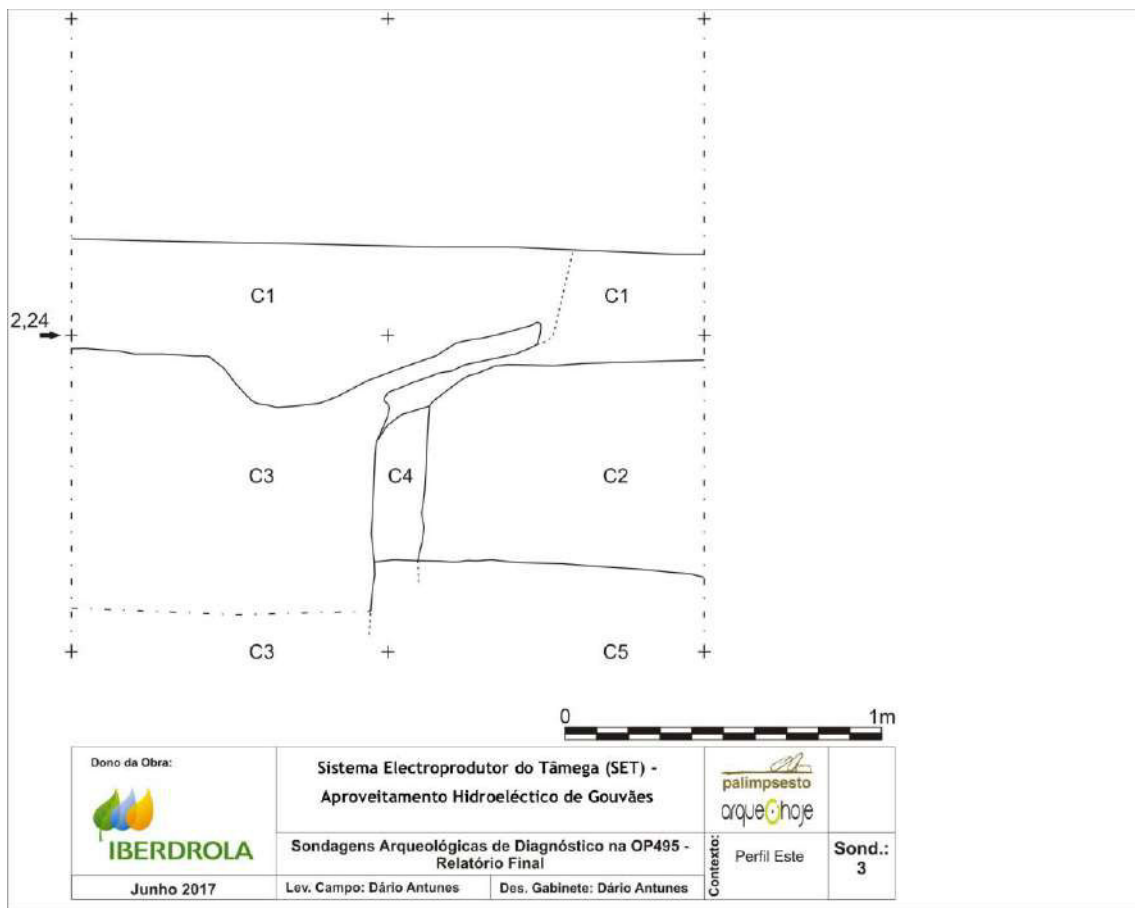 C1
C1
2,24
C3
C4
C2
C3
C5
0
1m
Dono da Obra:
IBERDROLA
Junho 2017
Sistema Electroprodutor do Tâmega (SET) -
Aproveitamento Hidroeléctico de Gouvães
Sondagens Arqueológicas de Diagnóstico na OP495 -
Relatório Final
Lev. Campo: Dário Antunes
Des. Gabinete: Dário Antunes
palimpsesto
arqueohoje
Contexto:
Perfil Este
Sond.:
3